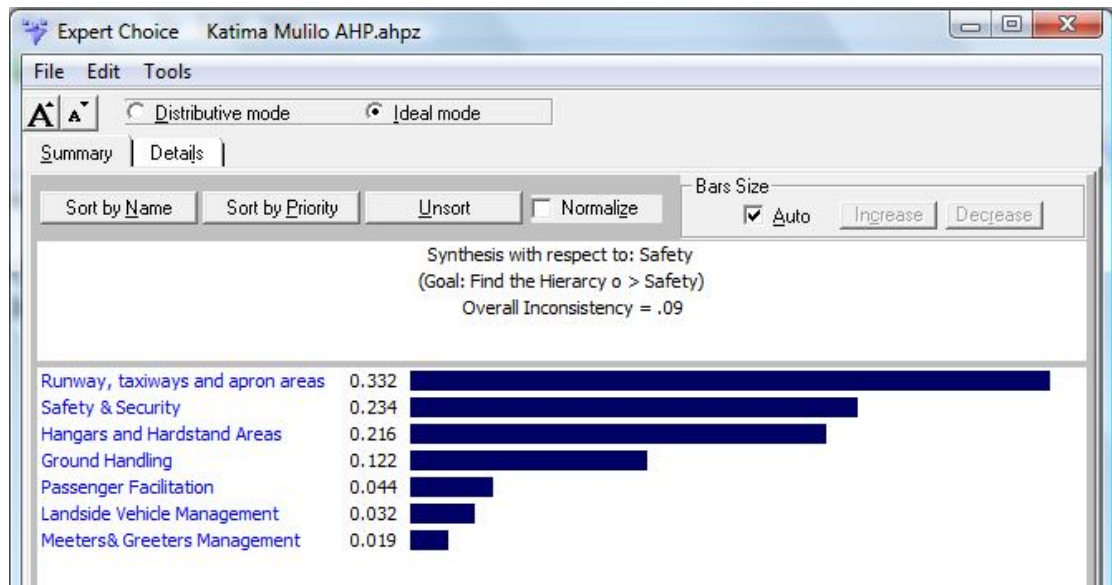 Expert Choice Katima Mulilo AHP.ahpz
File Edit Tools
A A Distributive mode Ideal mode
Summary Details
Sort by Name Sort by Priority Unsort Normalize Bars Size Auto Increase Decrease
Synthesis with respect to: Safety
(Goal: Find the Hierarcy o > Safety)
Overall Inconsistency = .09
Runway, taxiways and apron areas 0.332
Safety & Security 0.234
Hangars and Hardstand Areas 0.216
Ground Handling 0.122
Passenger Facilitation 0.044
Landside Vehicle Management 0.032
Meeters& Greeters Management 0.019